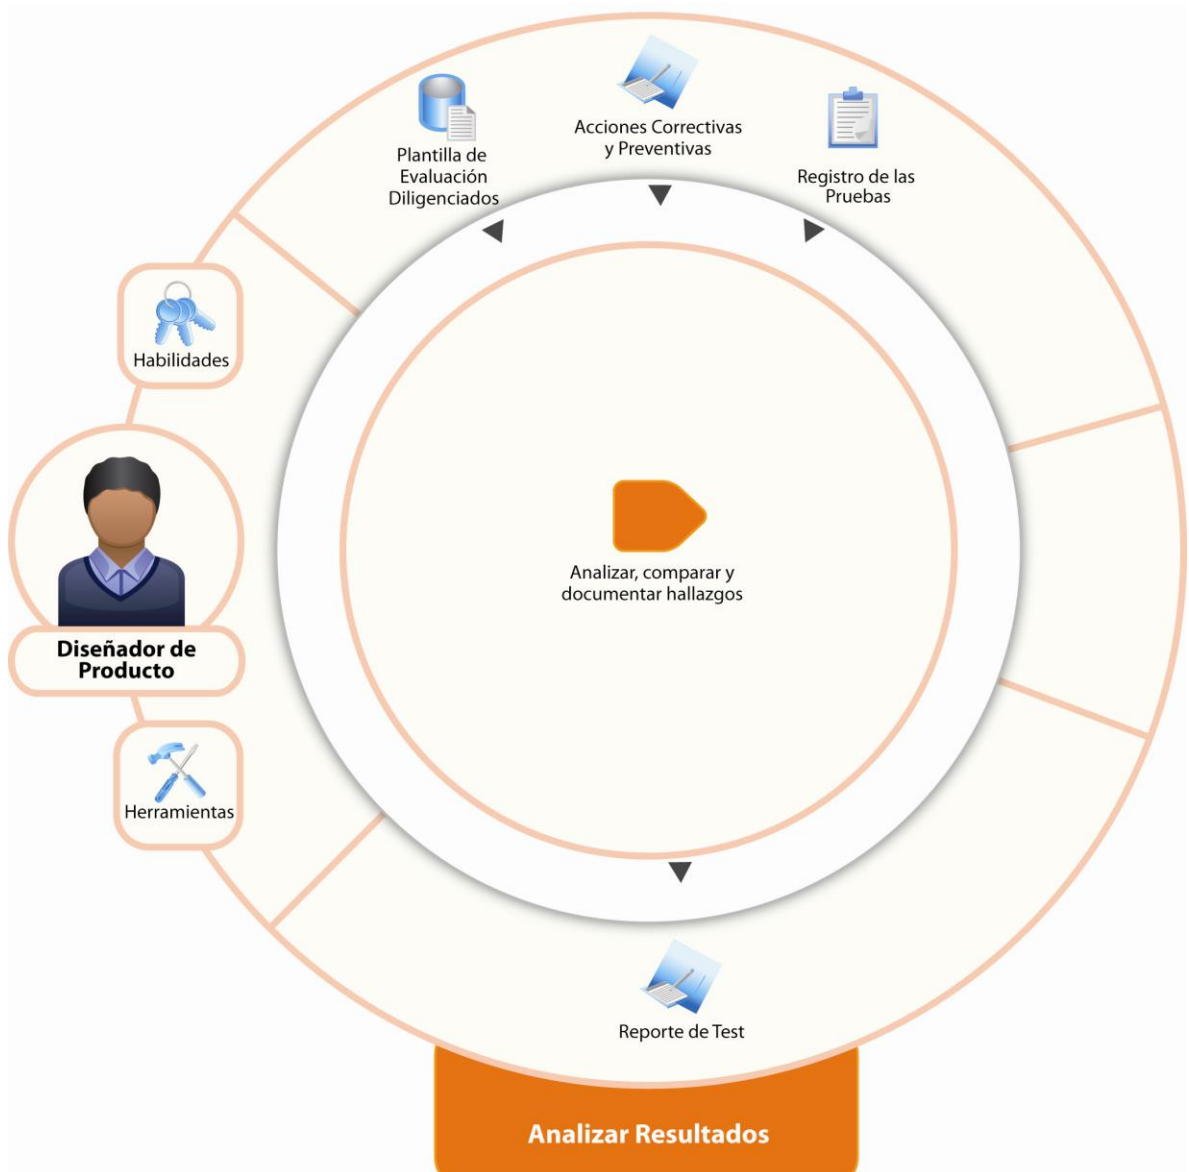 Acciones Correctivas
y Preventivas
Plantilla de
Evaluación
Diligenciados
Registro de las
Pruebas
Habilidades
Diseñador de
Producto
Herramientas
Analizar, comparar y
documentar hallazgos
Reporte de Test
Analizar Resultados